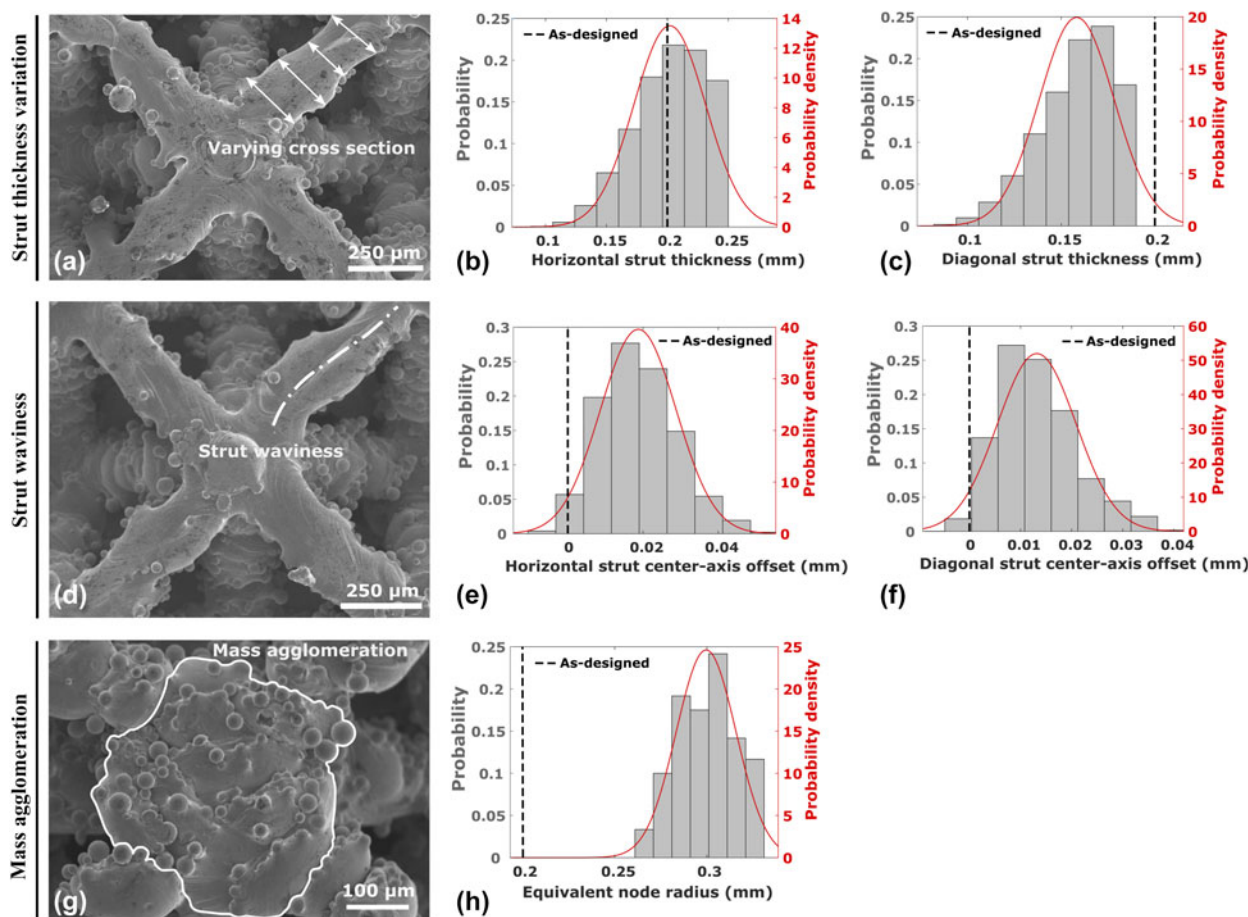 Strut thickness variation
Varying cross section
(a)
250 μm
0.25
0.2
0.15
0.1
0.05
0
Probability
As-designed
14
12
10
8
6
4
2
0
Probability density
0.1
0.15
0.2
0.25
(b)
Horizontal strut thickness (mm)
0.25
0.2
0.15
0.1
0.05
0
Probability
As-designed
20
15
10
5
0
Probability density
0.1
0.15
0.2
(c)
Diagonal strut thickness (mm)
Strut waviness
Strut waviness
(d)
250 μm
0.3
0.25
0.2
0.15
0.1
0.05
0
Probability
As-designed
40
30
20
10
0
Probability density
0
0.02
0.04
Horizontal strut center-axis offset (mm)
(e)
0.3
0.25
0.2
0.15
0.1
0.05
0
Probability
As-designed
60
50
40
30
20
10
0
Probability density
0
0.01
0.02
0.03
0.04
Diagonal strut center-axis offset (mm)
(f)
Mass agglomeration
Mass agglomeration
(g)
100 μm
0.25
0.2
0.15
0.1
0.05
0
Probability
As-designed
25
20
15
10
5
0
Probability density
0.2
0.25
0.3
(h)
Equivalent node radius (mm)